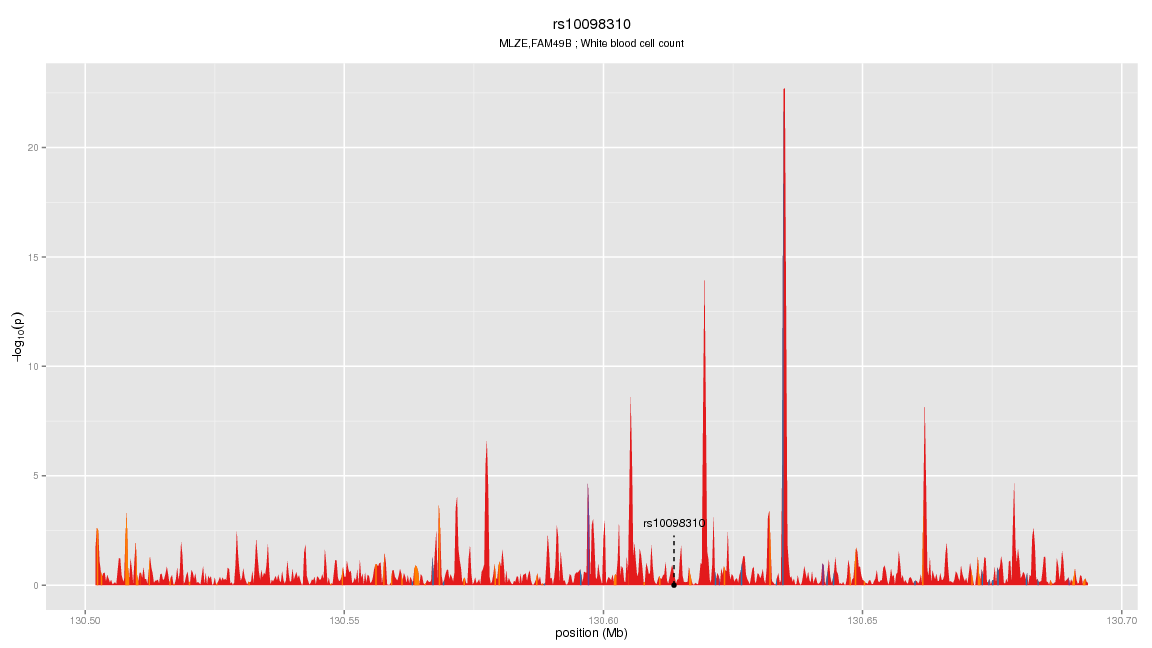 rs10098310
MLZE,FAM49B ; White blood cell count
−log10(p)
20
15
10
5
0
rs10098310
130.50
130.55
130.60
130.65
130.70
position (Mb)